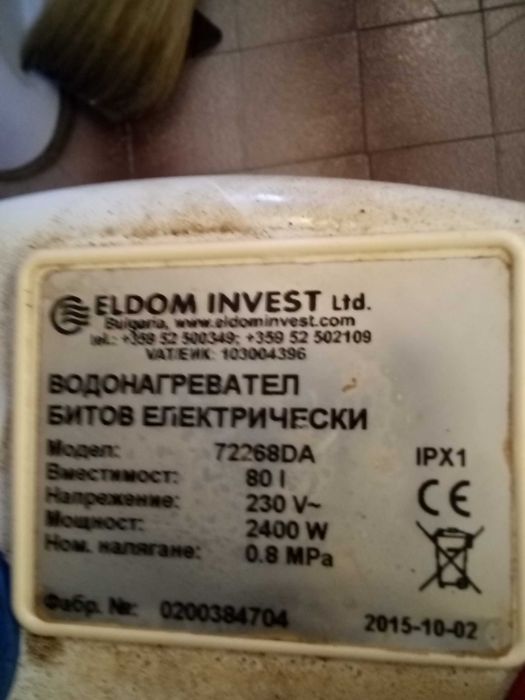 ELDOM INVEST Ltd.
Bulgaria, www.eldominvest.com
tel.: +359 52 500349; +359 52 502109
VAT/ЕИК: 103004396
ВОДОНАГРЕВАТЕЛ
БИТОВ ЕЛЕКТРИЧЕСКИ
Модел: 72268DA IPX1
Вместимост: 80 l
Напрежение: 230 V~ CE
Мощност: 2400 W
Ном. налягане: 0.8 MPa
Фабр. №: 0200384704 2015-10-02